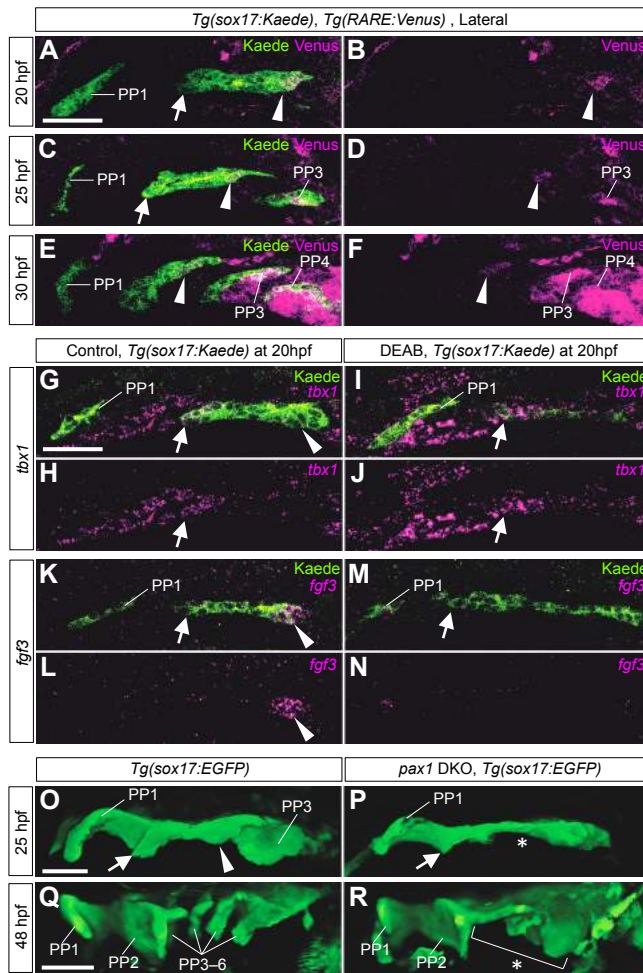 Tg(sox17:Kaede), Tg(RARE:Venus) , Lateral
20 hpf
A
Kaede Venus
PP1
B
Venus
25 hpf
C
Kaede Venus
PP1
PP3
D
Venus
PP3
30 hpf
E
Kaede Venus
PP1
PP3
PP4
F
Venus
PP4
PP3
Control, Tg(sox17:Kaede) at 20hpf
DEAB, Tg(sox17:Kaede) at 20hpf
tbx1
G
Kaede
tbx1
PP1
I
Kaede
tbx1
PP1
H
tbx1
J
tbx1
fgf3
K
Kaede
fgf3
PP1
M
Kaede
fgf3
PP1
L
fgf3
N
fgf3
Tg(sox17:EGFP)
pax1 DKO, Tg(sox17:EGFP)
25 hpf
O
PP1
PP3
P
PP1
*
48 hpf
Q
PP1
PP2
PP3–6
R
PP1
PP2
*